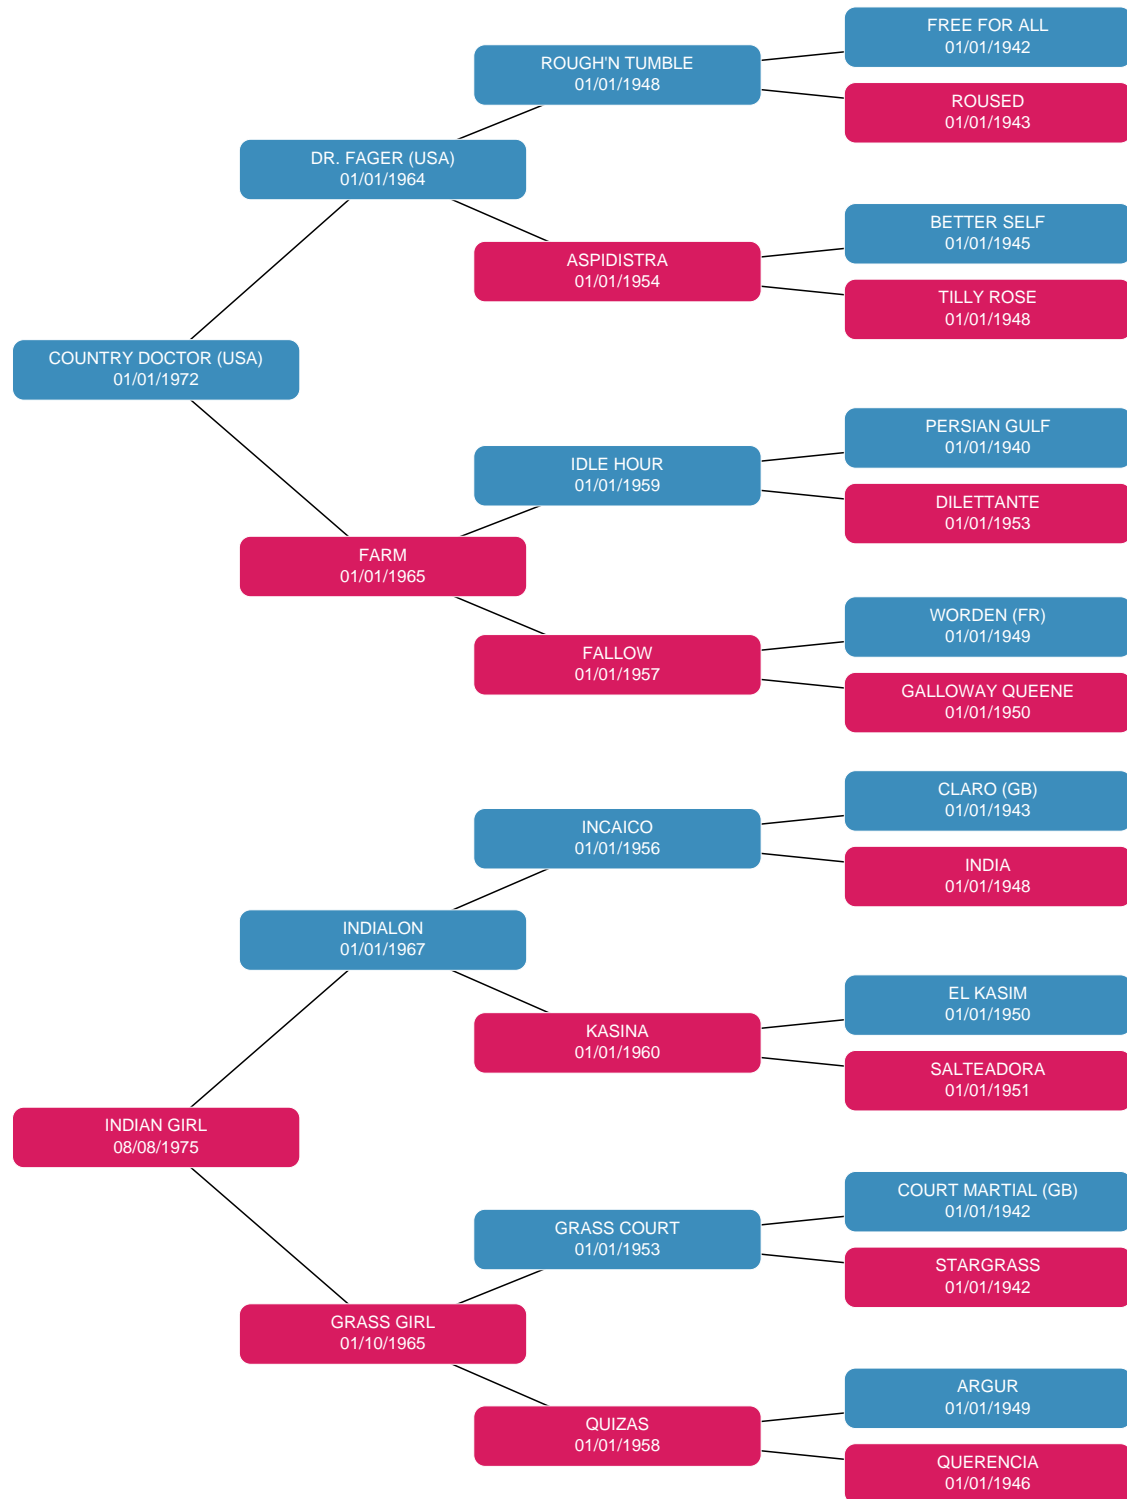 FREE FOR ALL
01/01/1942
ROUGH'N TUMBLE
01/01/1948
ROUSED
01/01/1943
DR. FAGER (USA)
01/01/1964
BETTER SELF
01/01/1945
ASPIDISTRA
01/01/1954
TILLY ROSE
01/01/1948
COUNTRY DOCTOR (USA)
01/01/1972
PERSIAN GULF
01/01/1940
IDLE HOUR
01/01/1959
DILETTANTE
01/01/1953
FARM
01/01/1965
WORDEN (FR)
01/01/1949
FALLOW
01/01/1957
GALLOWAY QUEENE
01/01/1950
CLARO (GB)
01/01/1943
INCAICO
01/01/1956
INDIA
01/01/1948
INDIALON
01/01/1967
EL KASIM
01/01/1950
KASINA
01/01/1960
SALTEADORA
01/01/1951
INDIAN GIRL
08/08/1975
COURT MARTIAL (GB)
01/01/1942
GRASS COURT
01/01/1953
STARGRASS
01/01/1942
GRASS GIRL
01/10/1965
ARGUR
01/01/1949
QUIZAS
01/01/1958
QUERENCIA
01/01/1946